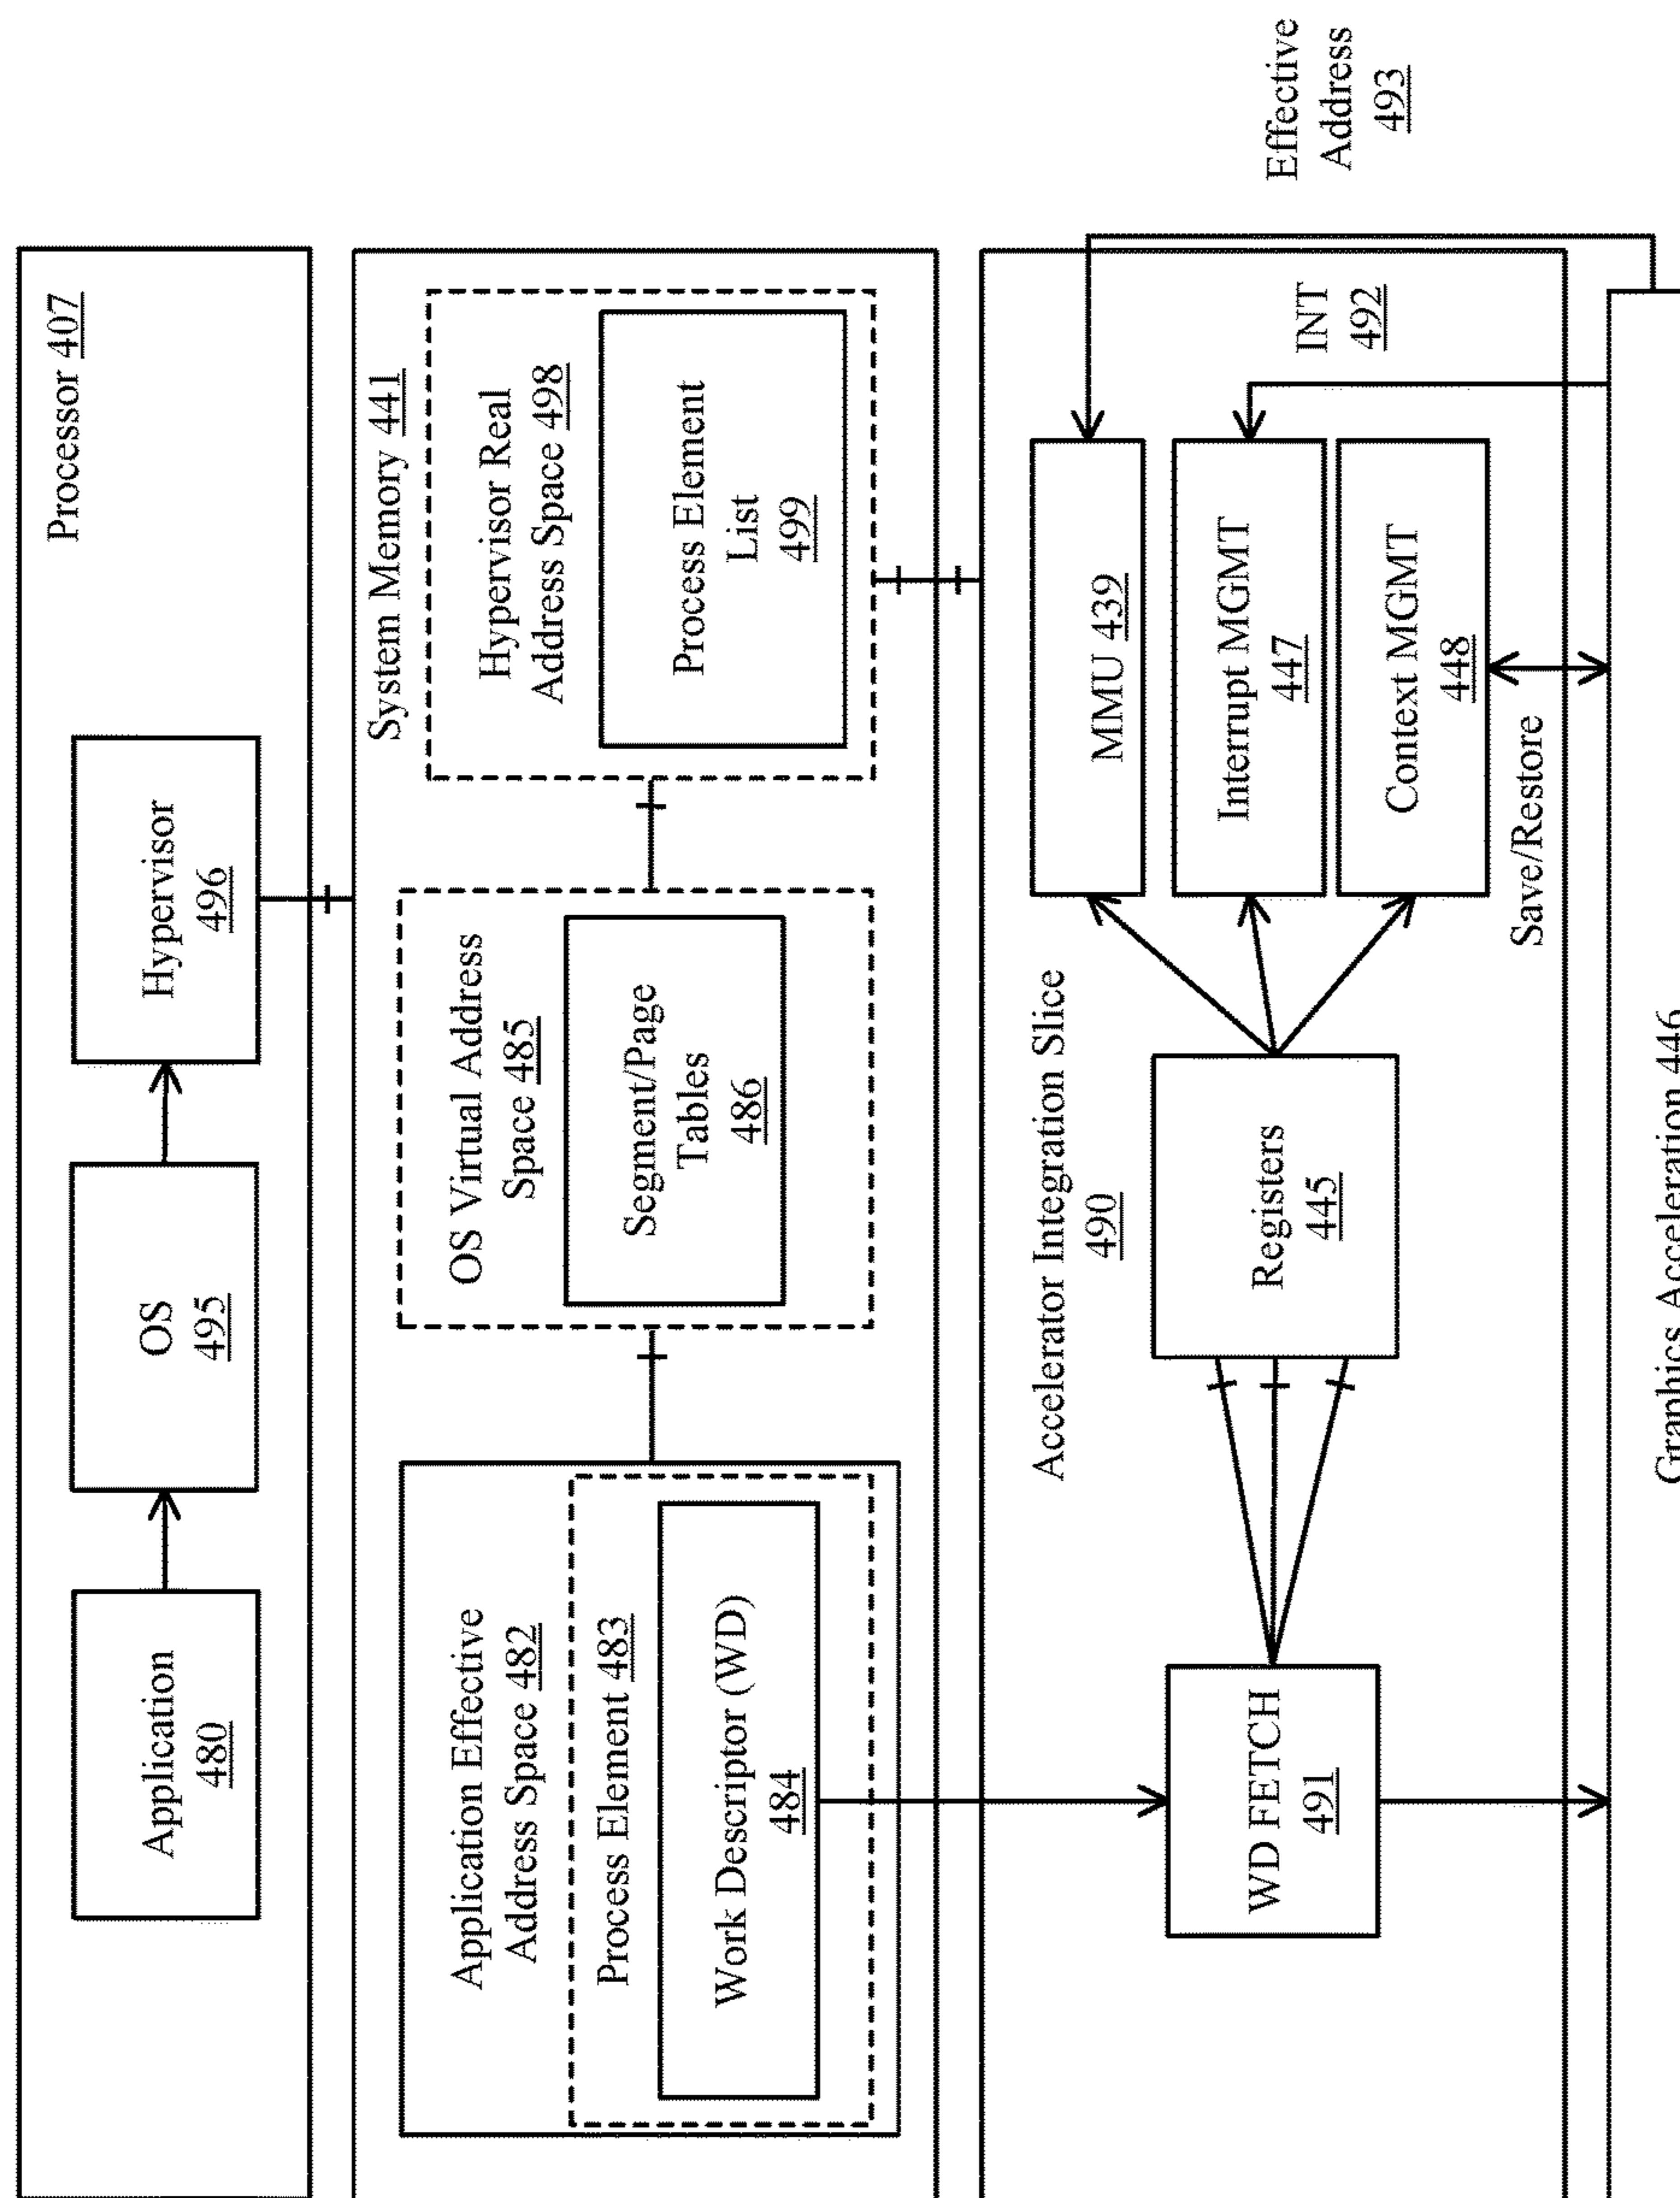 Processor 407
Application
480
OS
495
Hypervisor
496
System Memory 441
Application Effective
Address Space 482
Process Element 483
Work Descriptor (WD)
484
OS Virtual Address
Space 485
Segment/Page
Tables
486
Hypervisor Real
Address Space 498
Process Element
List
499
Accelerator Integration Slice
490
WD FETCH
491
Registers
445
MMU 439
Interrupt MGMT
447
Context MGMT
448
INT
492
Effective
Address
493
Save/Restore
Graphics Acceleration 446